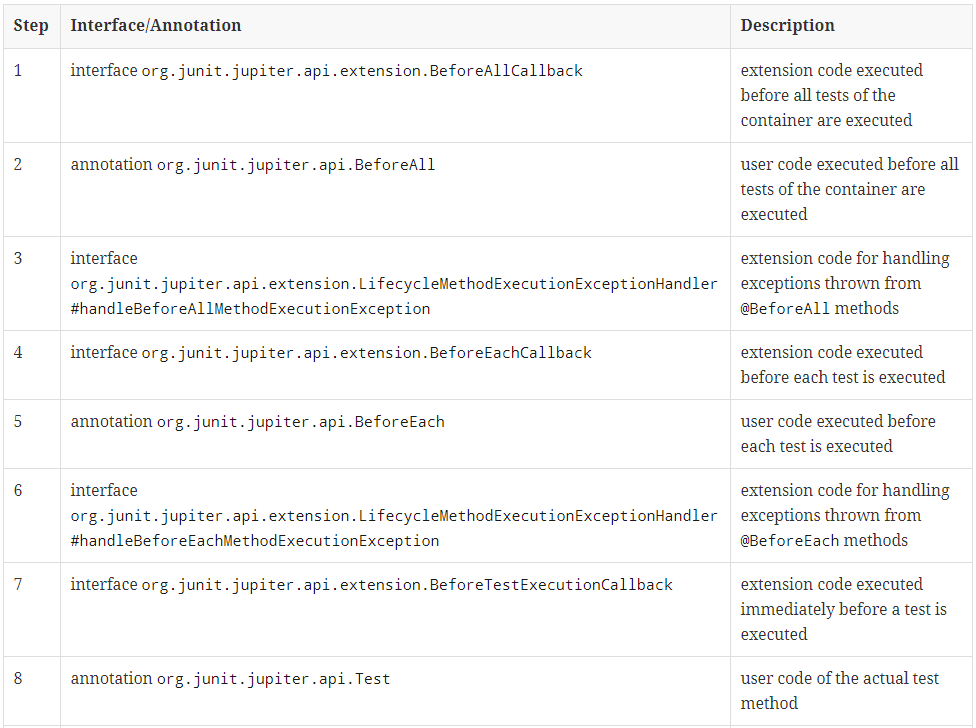 Step Interface/Annotation Description
1 interface org.junit.jupiter.api.extension.BeforeAllCallback extension code executed
before all tests of the
container are executed
2 annotation org.junit.jupiter.api.BeforeAll user code executed before all
tests of the container are
executed
3 interface extension code for handling
org.junit.jupiter.api.extension.LifecycleMethodExecutionExceptionHandler exceptions thrown from
#handleBeforeAllMethodExecutionException @BeforeAll methods
4 interface org.junit.jupiter.api.extension.BeforeEachCallback extension code executed
before each test is executed
5 annotation org.junit.jupiter.api.BeforeEach user code executed before
each test is executed
6 interface extension code for handling
org.junit.jupiter.api.extension.LifecycleMethodExecutionExceptionHandler exceptions thrown from
#handleBeforeEachMethodExecutionException @BeforeEach methods
7 interface org.junit.jupiter.api.extension.BeforeTestExecutionCallback extension code executed
immediately before a test is
executed
8 annotation org.junit.jupiter.api.Test user code of the actual test
method